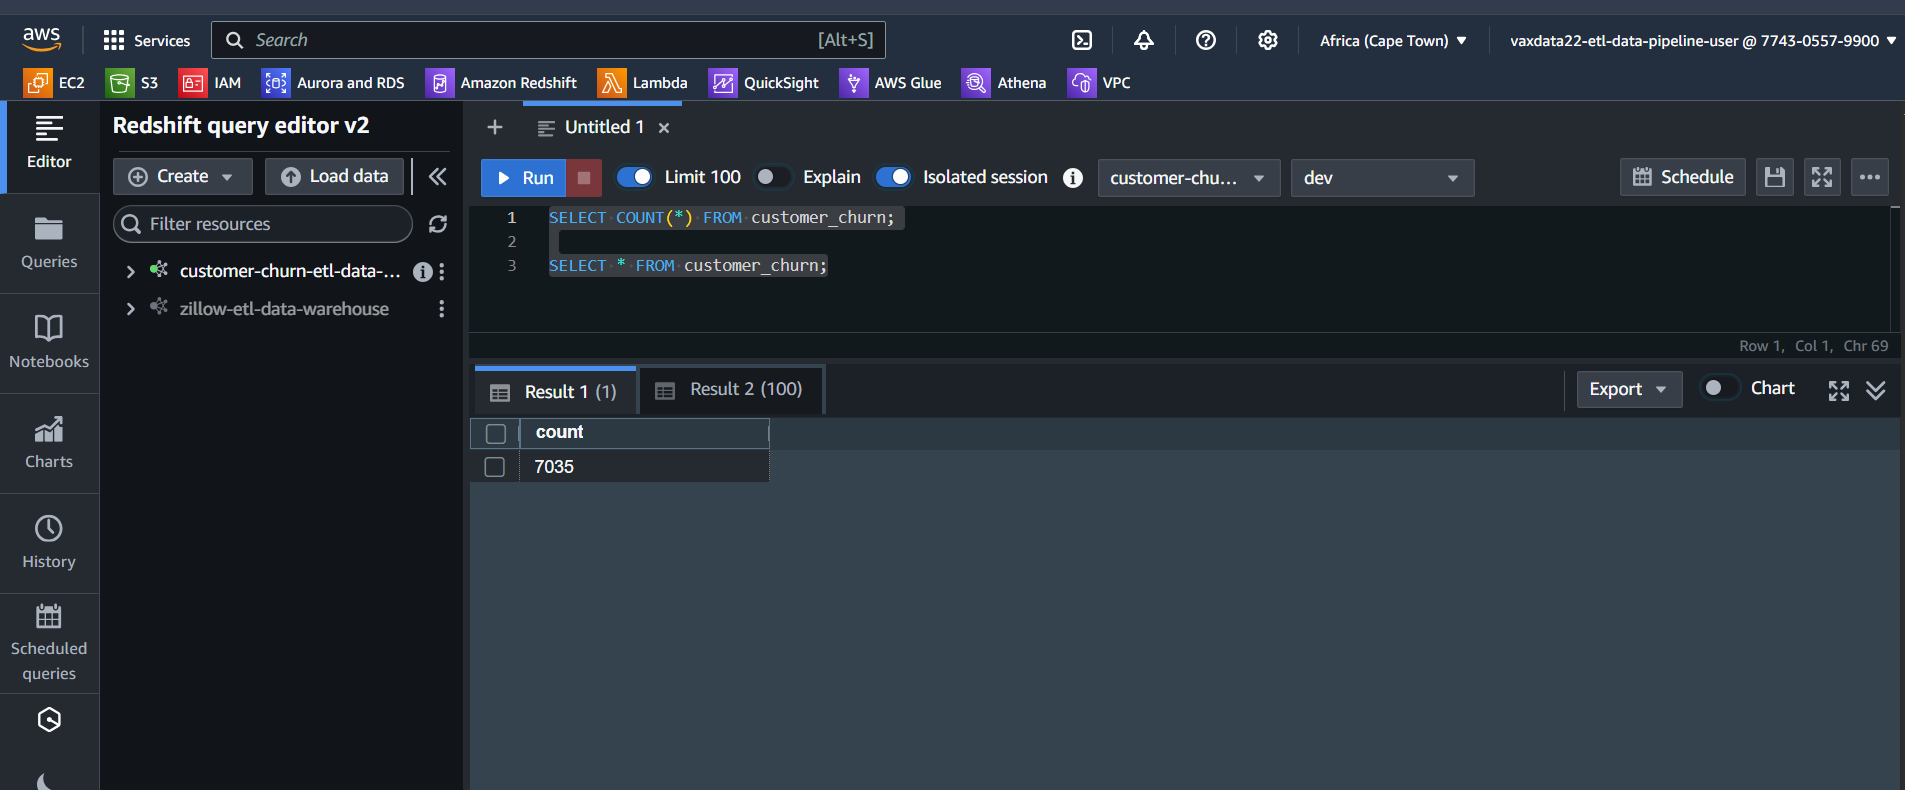 aws Services Search [Alt+S] Africa (Cape Town) vaxdata22-etl-data-pipeline-user @ 7743-0557-9900
EC2 S3 IAM Aurora and RDS Amazon Redshift Lambda QuickSight AWS Glue Athena VPC
Editor
Queries
Notebooks
Charts
History
Scheduled
queries
Redshift query editor v2
Create Load data
Filter resources
customer-churn-etl-data-...
zillow-etl-data-warehouse
Untitled 1
Run Limit 100 Explain Isolated session customer-chu... dev Schedule
1 SELECT COUNT(*) FROM customer_churn;
2
3 SELECT * FROM customer_churn;
Row 1, Col 1, Chr 69
Result 1 (1) Result 2 (100) Export Chart
count
7035